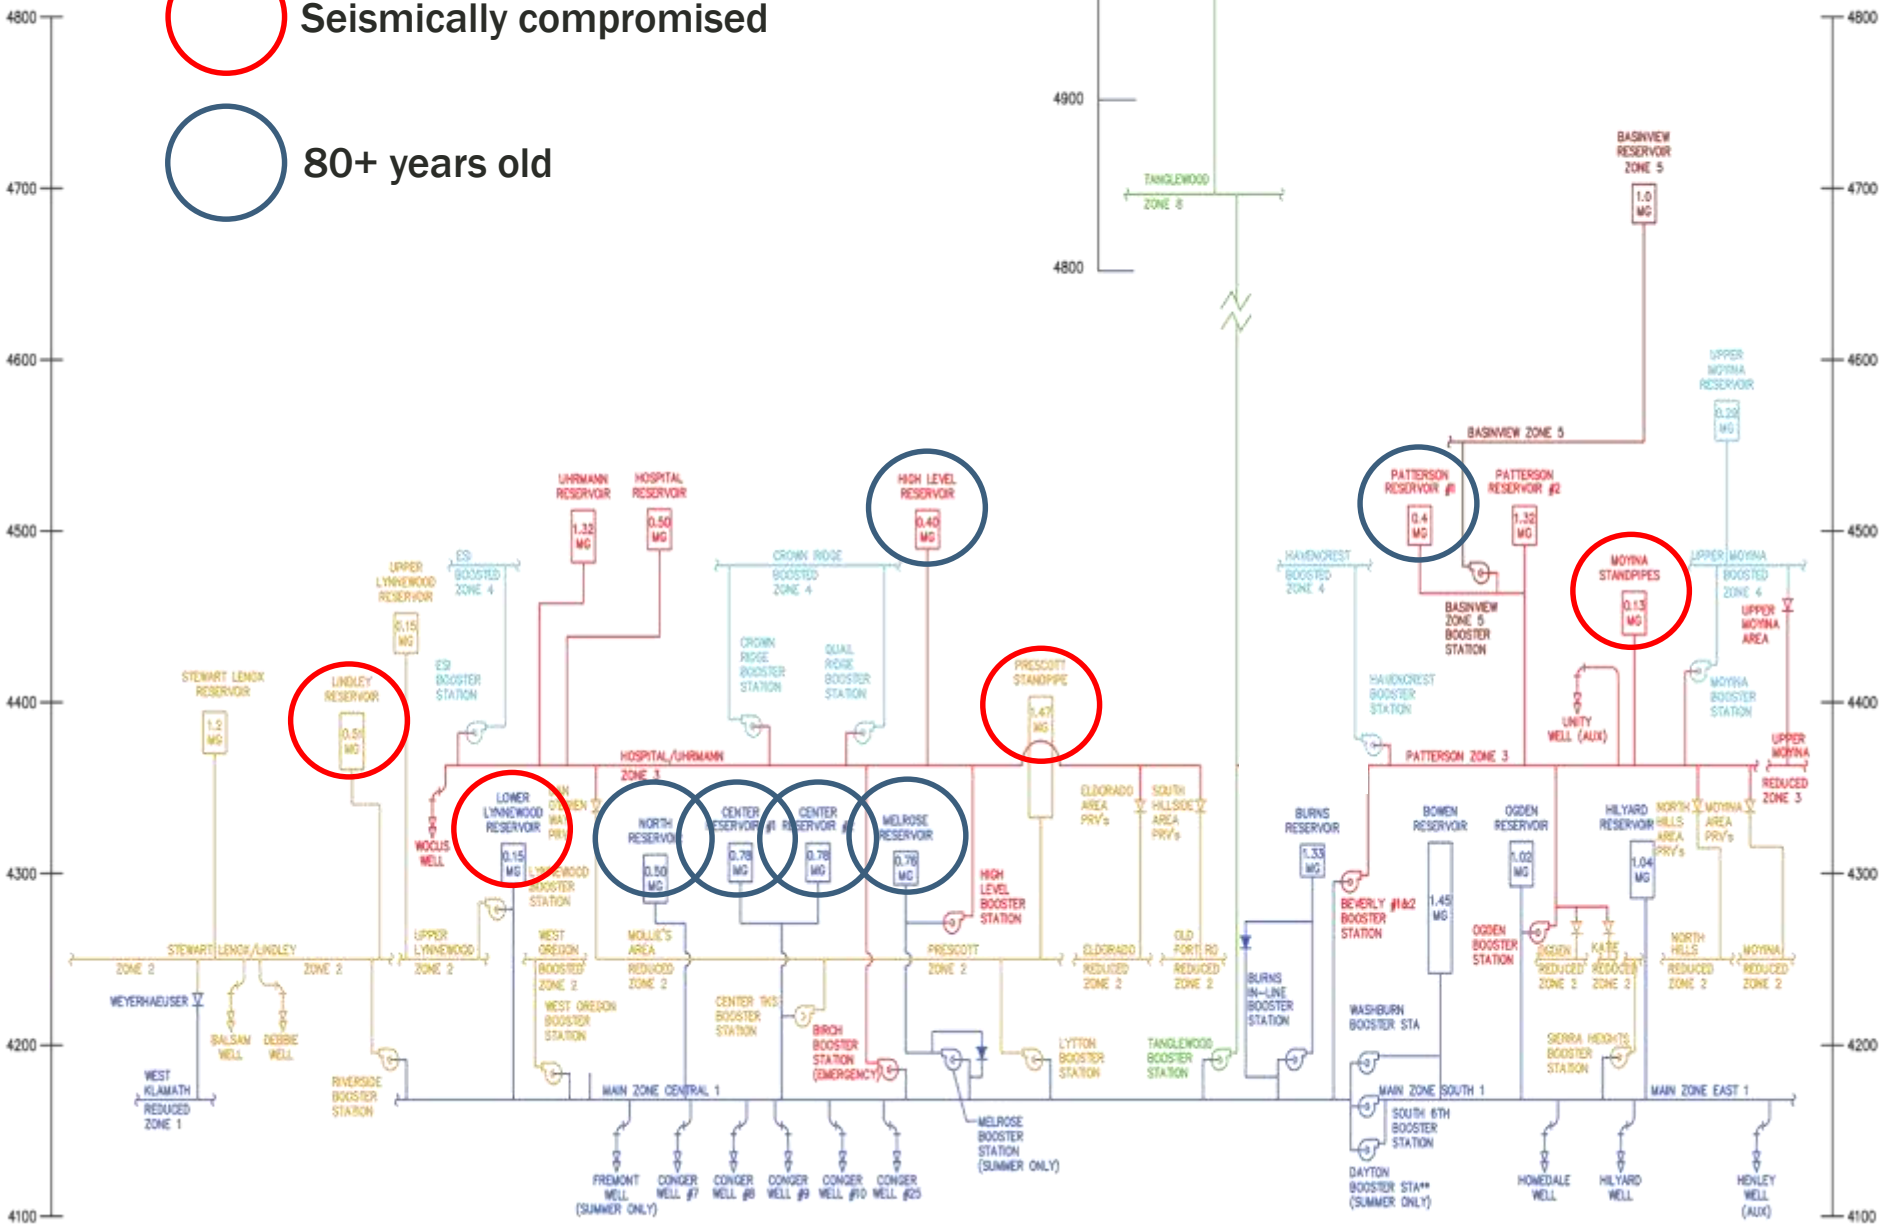 4800
Seismically compromised
4800
4900
80+ years old
BASINVIEW
RESERVOIR
ZONE 5
4700
TANGLEWOOD
ZONE 8
1.0
MG
4700
4800
4600
UPPER
MOYINA
RESERVOIR
4600
0.29
MG
BASINVIEW ZONE 5
UHRMANN
RESERVOIR
HOSPITAL
RESERVOIR
HIGH LEVEL
RESERVOIR
PATTERSON
RESERVOIR #1
PATTERSON
RESERVOIR #2
4500
1.32
MG
0.50
MG
0.40
MG
0.4
MG
1.32
MG
4500
ESI
BOOSTED
ZONE 4
CROWN RIDGE
BOOSTED
ZONE 4
HAVENCREST
BOOSTED
ZONE 4
MOYINA
STANDPIPES
0.13
MG
UPPER MOYINA
BOOSTED
ZONE 4
UPPER
LYNNEWOOD
RESERVOIR
0.15
MG
BASINVIEW
ZONE 5
BOOSTER
STATION
UPPER
MOYINA
AREA
ESI
BOOSTER
STATION
CROWN
RIDGE
BOOSTER
STATION
QUAIL
RIDGE
BOOSTER
STATION
HAVENCREST
BOOSTER
STATION
MOYINA
BOOSTER
STATION
STEWART LENOX
RESERVOIR
LINDLEY
RESERVOIR
PRESCOTT
STANDPIPE
4400
1.2
MG
0.51
MG
1.47
MG
UNITY
WELL (AUX)
4400
HOSPITAL/UHRMANN
ZONE 3
PATTERSON ZONE 3
UPPER
MOYINA
REDUCED
ZONE 3
LOWER
LYNNEWOOD
RESERVOIR
NORTH
RESERVOIR
CENTER
RESERVOIR #1
CENTER
MELROSE
RESERVOIR
ELDORADO
AREA
PRV's
SOUTH
HILLSIDE
AREA
PRV's
BURNS
RESERVOIR
BOWEN
RESERVOIR
OGDEN
RESERVOIR
HILYARD
RESERVOIR
NORTH
HILLS
AREA
PRV's
MOYINA
AREA
PRV's
WOCUS
WELL
0.15
MG
0.50
MG
0.78
MG
0.78
MG
0.76
MG
1.33
MG
1.02
MG
1.04
MG
4300
4300
LYNNEWOOD
BOOSTER
STATION
HIGH
LEVEL
BOOSTER
STATION
BEVERLY #1&2
BOOSTER
STATION
1.45
MG
OGDEN
BOOSTER
STATION
STEWART LENOX/LINDLEY
ZONE 2
ZONE 2
UPPER
LYNNEWOOD
ZONE 2
WEST
OREGON
BOOSTED
ZONE 2
MOLLIE'S
AREA
REDUCED
ZONE 2
PRESCOTT
ZONE 2
ELDORADO
REDUCED
ZONE 2
OLD
FORT RD
REDUCED
ZONE 2
OGDEN
REDUCED
ZONE 2
KATIE
REDUCED
ZONE 2
NORTH
HILLS
REDUCED
ZONE 2
MOYINA
REDUCED
ZONE 2
WEYERHAEUSER
BALSAM
WELL
DEBBIE
WELL
WEST OREGON
BOOSTER
STATION
CENTER TKS
BOOSTER
STATION
BURNS
IN-LINE
BOOSTER
STATION
WASHBURN
BOOSTER STA
4200
BIRCH
BOOSTER
STATION
(EMERGENCY)
LYTTON
BOOSTER
STATION
TANGLEWOOD
BOOSTER
STATION
SIERRA HEIGHTS
BOOSTER
STATION
4200
WEST
KLAMATH
REDUCED
ZONE 1
RIVERSIDE
BOOSTER
STATION
MAIN ZONE CENTRAL 1
MAIN ZONE SOUTH 1
MAIN ZONE EAST 1
MELROSE
BOOSTER
STATION
(SUMMER ONLY)
SOUTH 6TH
BOOSTER
STATION
FREMONT
WELL
(SUMMER ONLY)
CONGER
WELL #7
CONGER
WELL #8
CONGER
WELL #9
CONGER
WELL #10
CONGER
WELL #25
DAYTON
BOOSTER STA**
(SUMMER ONLY)
HOMEDALE
WELL
HILYARD
WELL
HENLEY
WELL
(AUX)
4100
4100